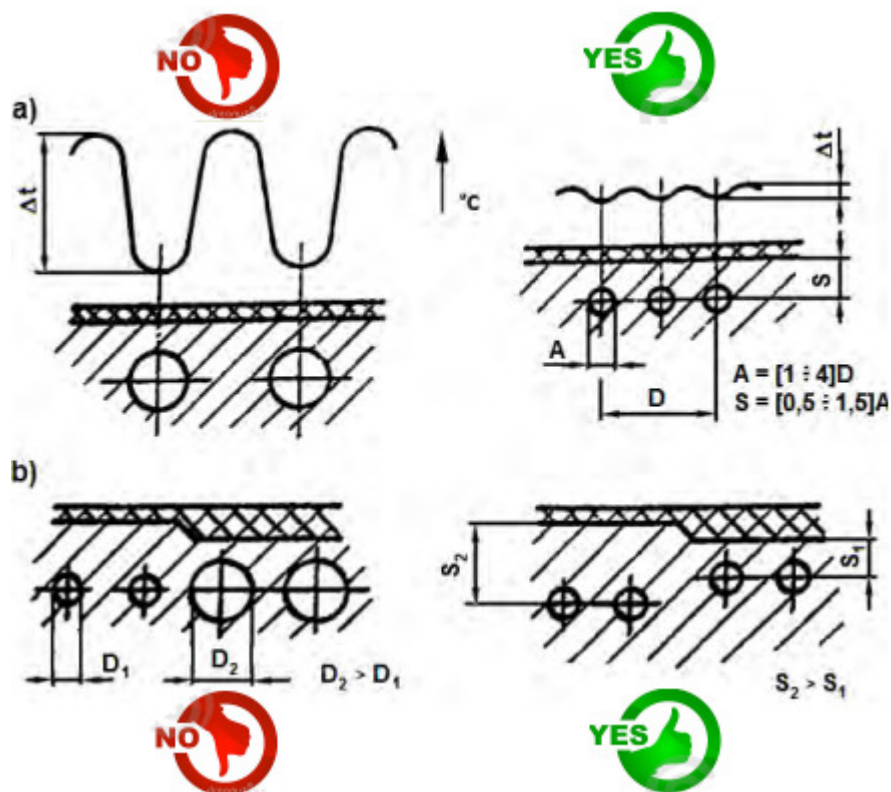 NO
YES
a)
Δt
°C
Δt
S
A
D
A = [1 ÷ 4]D
S = [0,5 ÷ 1,5]A
b)
D₁
D₂
D₂ > D₁
S₂
S₁
S₂ > S₁
NO
YES